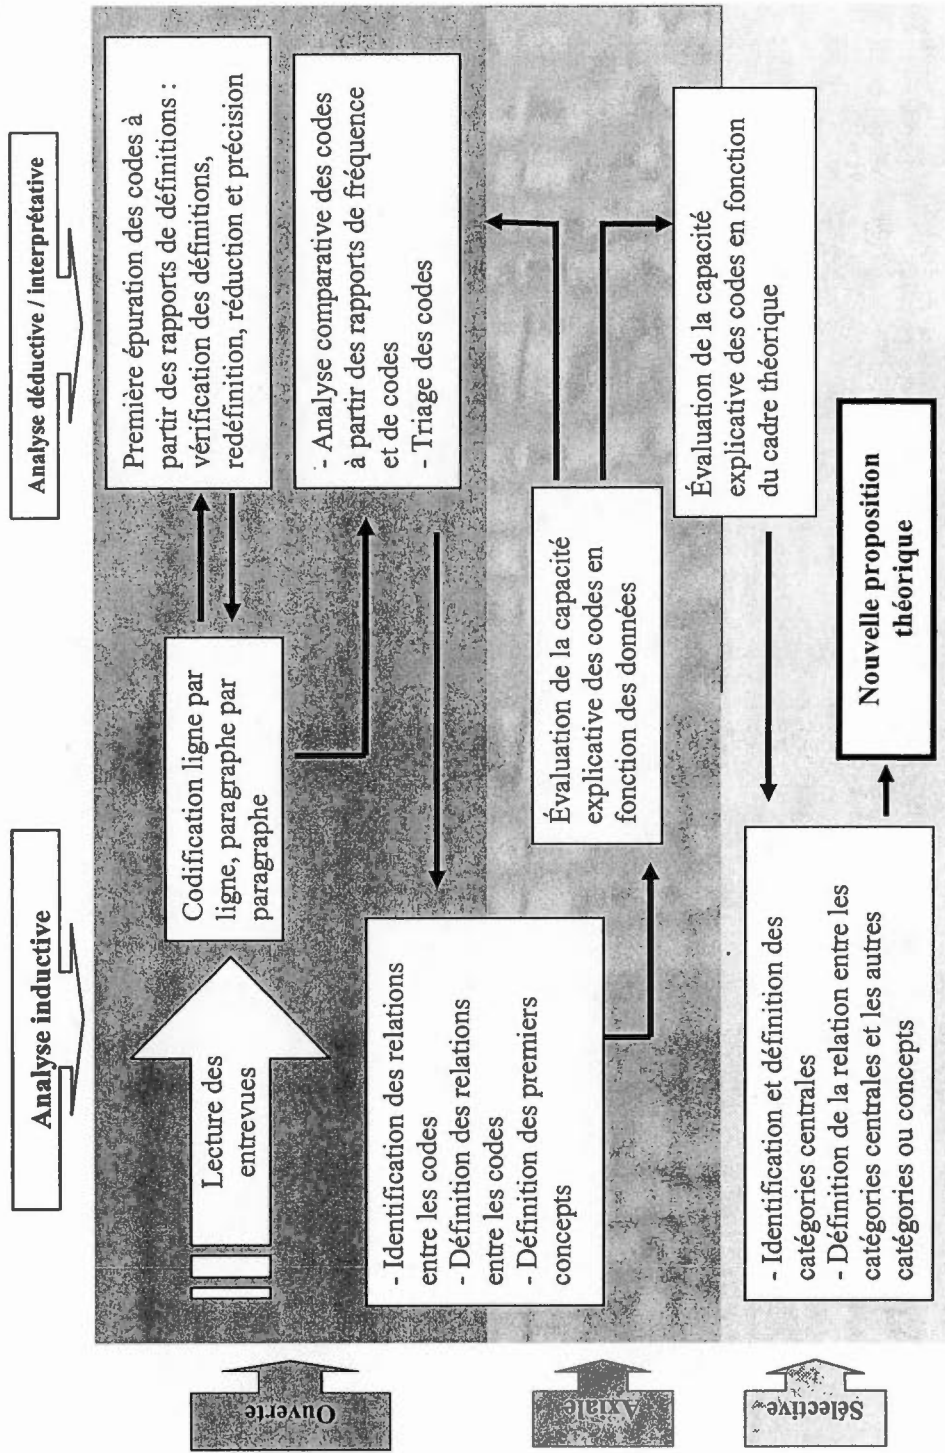 Analyse inductive
Analyse déductive / interprétative
Ouverte
Lecture des
entrevues
Codification ligne par
ligne, paragraphe par
paragraphe
Première épuration des codes à
partir des rapports de définitions :
vérification des définitions,
redéfinition, réduction et précision
- Analyse comparative des codes
à partir des rapports de fréquence
et de codes
- Triage des codes
- Identification des relations
entre les codes
- Définition des relations
entre les codes
- Définition des premiers
concepts
Axiale
Évaluation de la capacité
explicative des codes en
fonction des données
Évaluation de la capacité
explicative des codes en fonction
du cadre théorique
Sélective
- Identification et définition des
catégories centrales
- Définition de la relation entre les
catégories centrales et les autres
catégories ou concepts
Nouvelle proposition
théorique